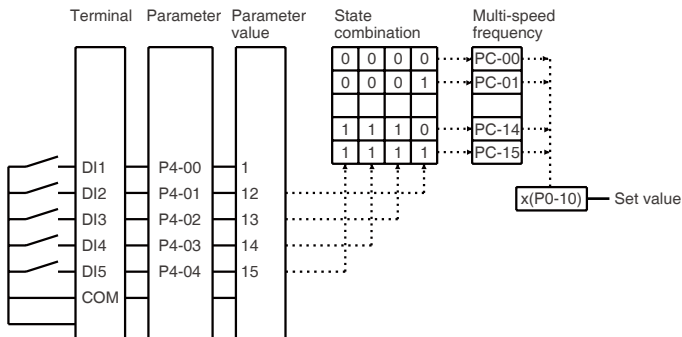 Terminal Parameter Parameter value State combination Multi-speed frequency
0 0 0 0 PC-00
0 0 0 1 PC-01
1 1 1 0 PC-14
1 1 1 1 PC-15
DI1 P4-00 1
DI2 P4-01 12
DI3 P4-02 13
DI4 P4-03 14
DI5 P4-04 15
COM
x(P0-10) Set value